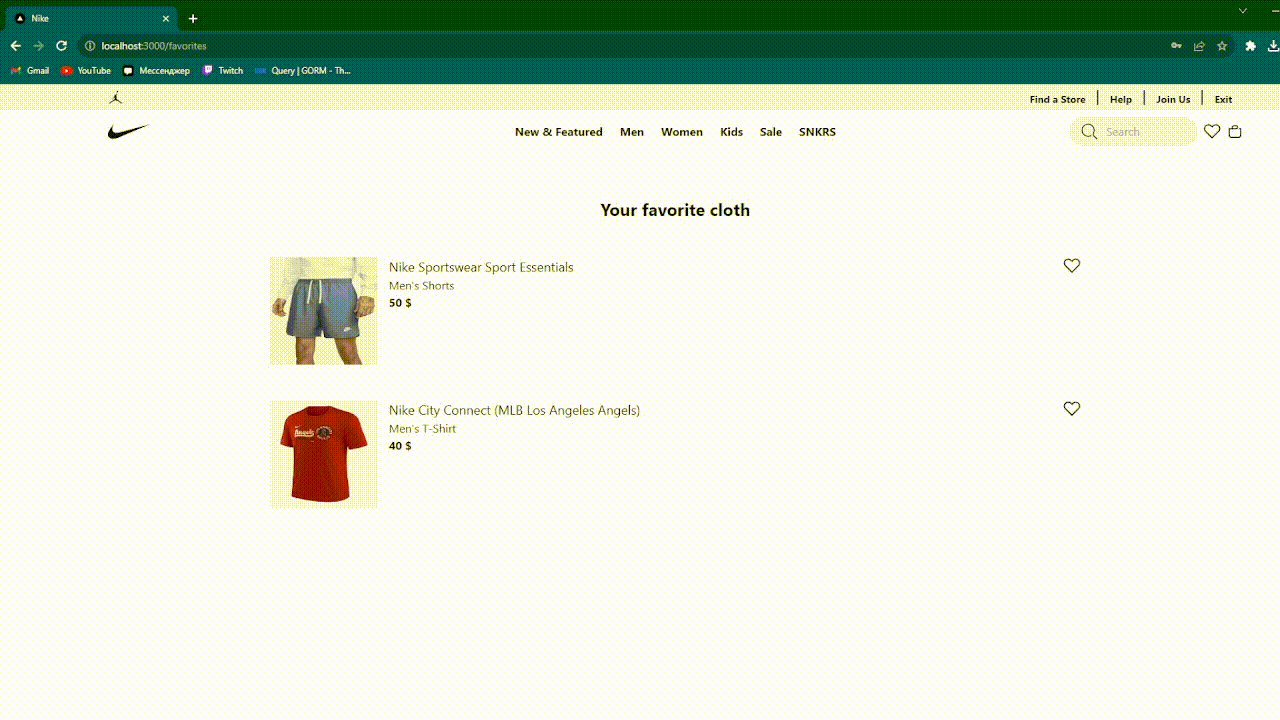 Nike
localhost:3000/favorites
Gmail YouTube Мессенджер Twitch Query | GORM - Th...
Find a Store Help Join Us Exit
New & Featured Men Women Kids Sale SNKRS Search
Your favorite cloth
Nike Sportswear Sport Essentials
Men's Shorts
50 $
Nike City Connect (MLB Los Angeles Angels)
Men's T-Shirt
40 $
Angels